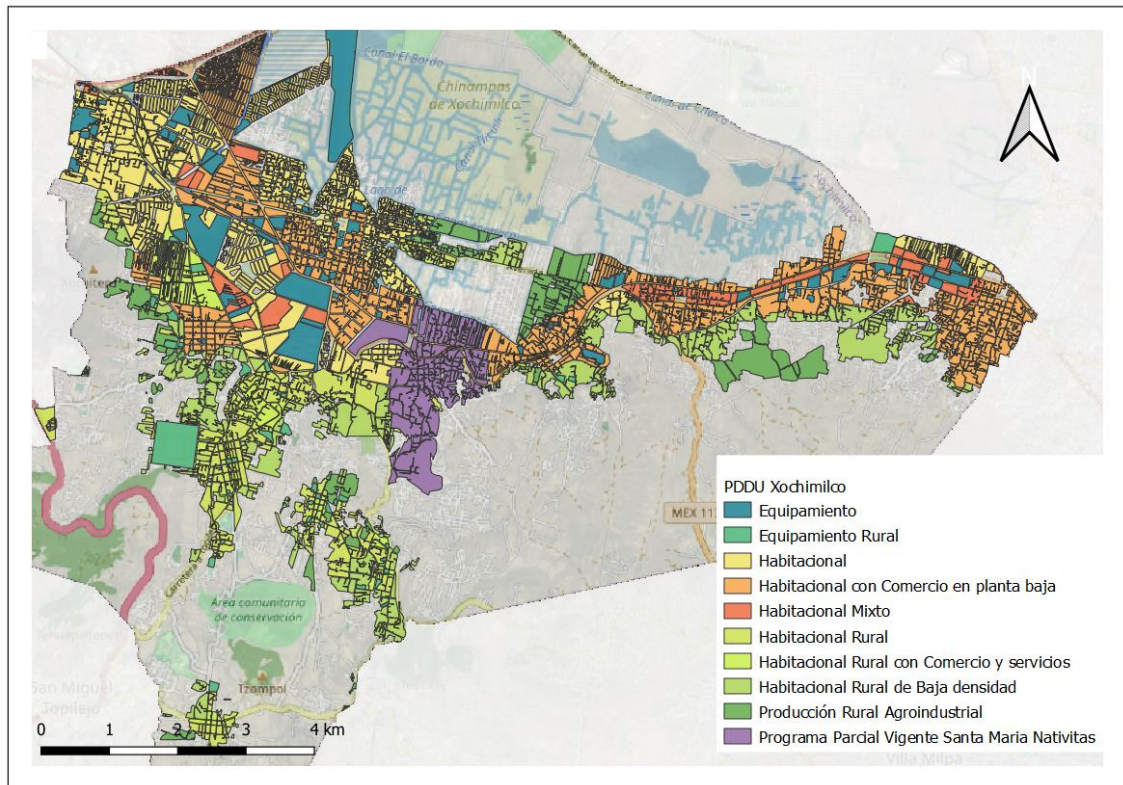 Canal El Bordo
Chinampas
de Xochimilco
Canal de Chalco
Xochimilco
N
Lago de
MEX 113
Carretera
Área comunitaria
de conservación
Tzompol
San Miguel
Topilejo
Villa Milpa
0 1 2 3 4 km
PDDU Xochimilco
Equipamiento
Equipamiento Rural
Habitacional
Habitacional con Comercio en planta baja
Habitacional Mixto
Habitacional Rural
Habitacional Rural con Comercio y servicios
Habitacional Rural de Baja densidad
Producción Rural Agroindustrial
Programa Parcial Vigente Santa Maria Nativitas